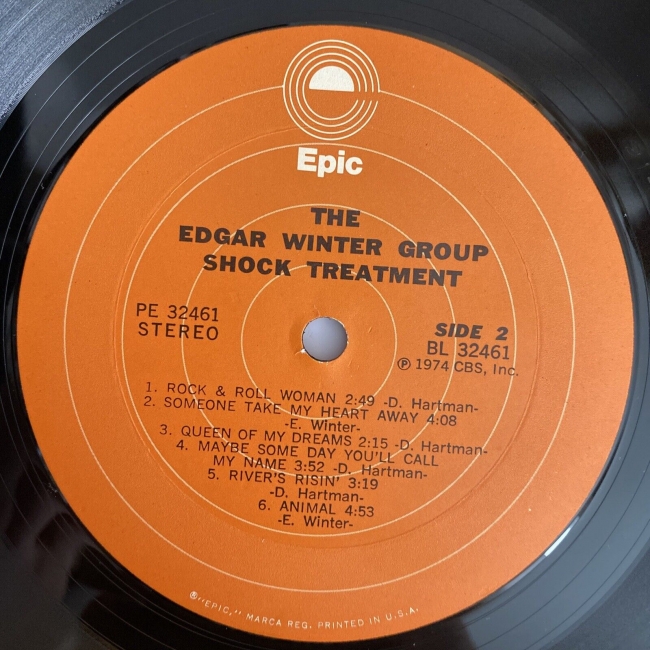 Epic
THE
EDGAR WINTER GROUP
SHOCK TREATMENT
PE 32461
STEREO
SIDE 2
BL 32461
Ⓟ 1974 CBS, Inc.
1. ROCK & ROLL WOMAN 2:49 -D. Hartman-
2. SOMEONE TAKE MY HEART AWAY 4:08
-E. Winter-
3. QUEEN OF MY DREAMS 2:15 -D. Hartman-
4. MAYBE SOME DAY YOU'LL CALL
MY NAME 3:52 -D. Hartman-
5. RIVER'S RISIN' 3:19
-D. Hartman-
6. ANIMAL 4:53
-E. Winter-
®"EPIC," MARCA REG. PRINTED IN U.S.A.